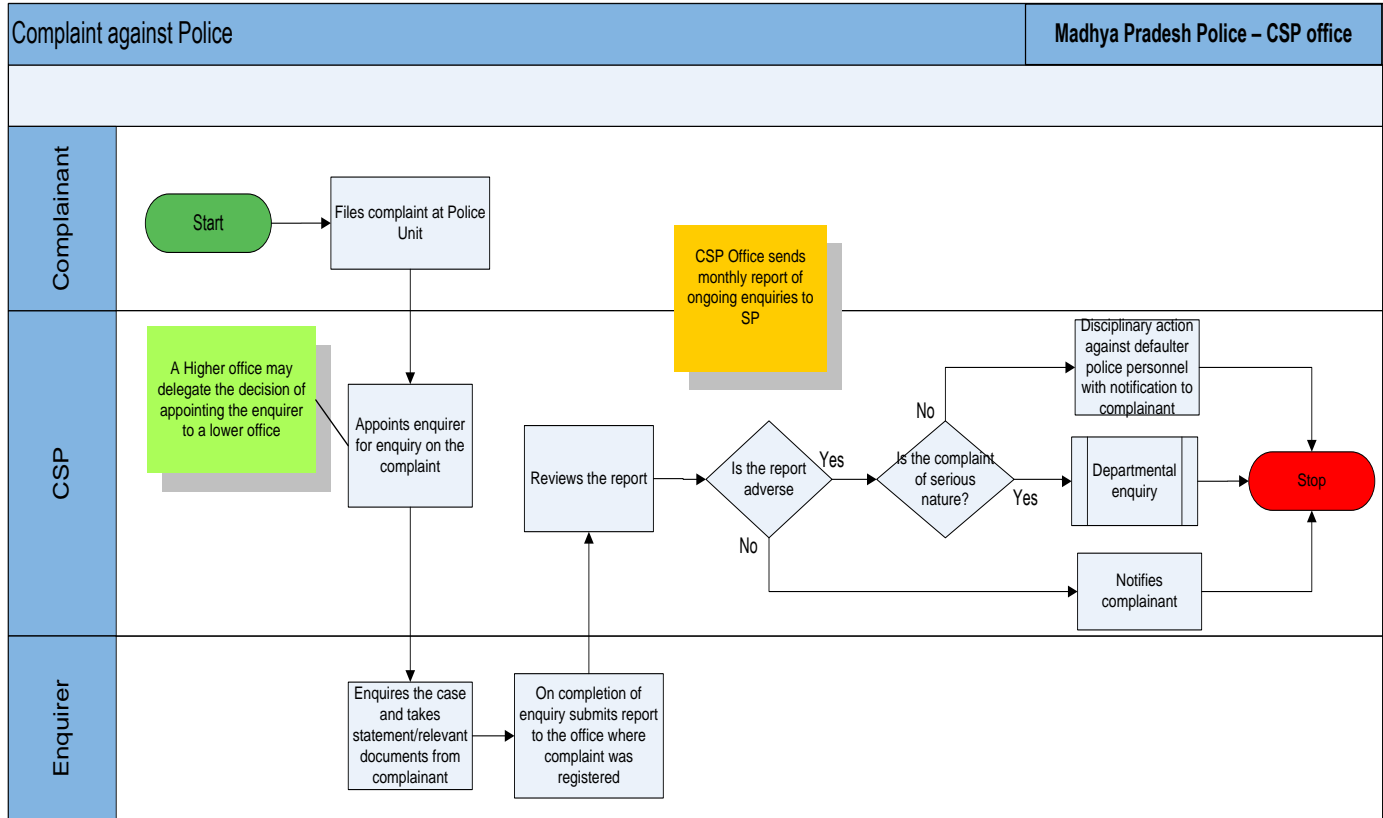 Complaint against Police
Madhya Pradesh Police – CSP office
Complainant
Start
Files complaint at Police
Unit
CSP Office sends
monthly report of
ongoing enquiries to
SP
CSP
A Higher office may
delegate the decision of
appointing the enquirer
to a lower office
Appoints enquirer
for enquiry on the
complaint
Reviews the report
Is the report
adverse
Yes
No
Is the complaint
of serious
nature?
No
Yes
Disciplinary action
against defaulter
police personnel
with notification to
complainant
Departmental
enquiry
Notifies
complainant
Stop
Enquirer
Enquires the case
and takes
statement/relevant
documents from
complainant
On completion of
enquiry submits report
to the office where
complaint was
registered